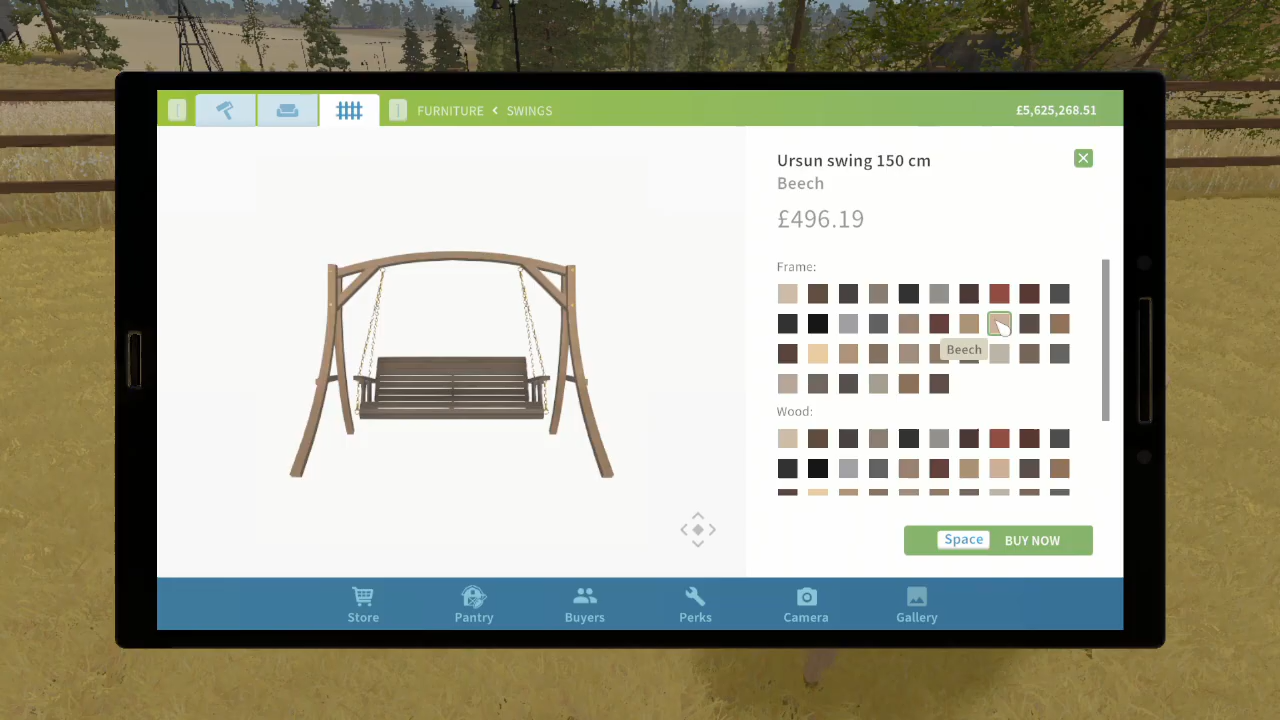 FURNITURE < SWINGS
£5,625,268.51
Ursun swing 150 cm
Beech
£496.19
Frame:
Beech
Wood:
Space BUY NOW
Store Pantry Buyers Perks Camera Gallery